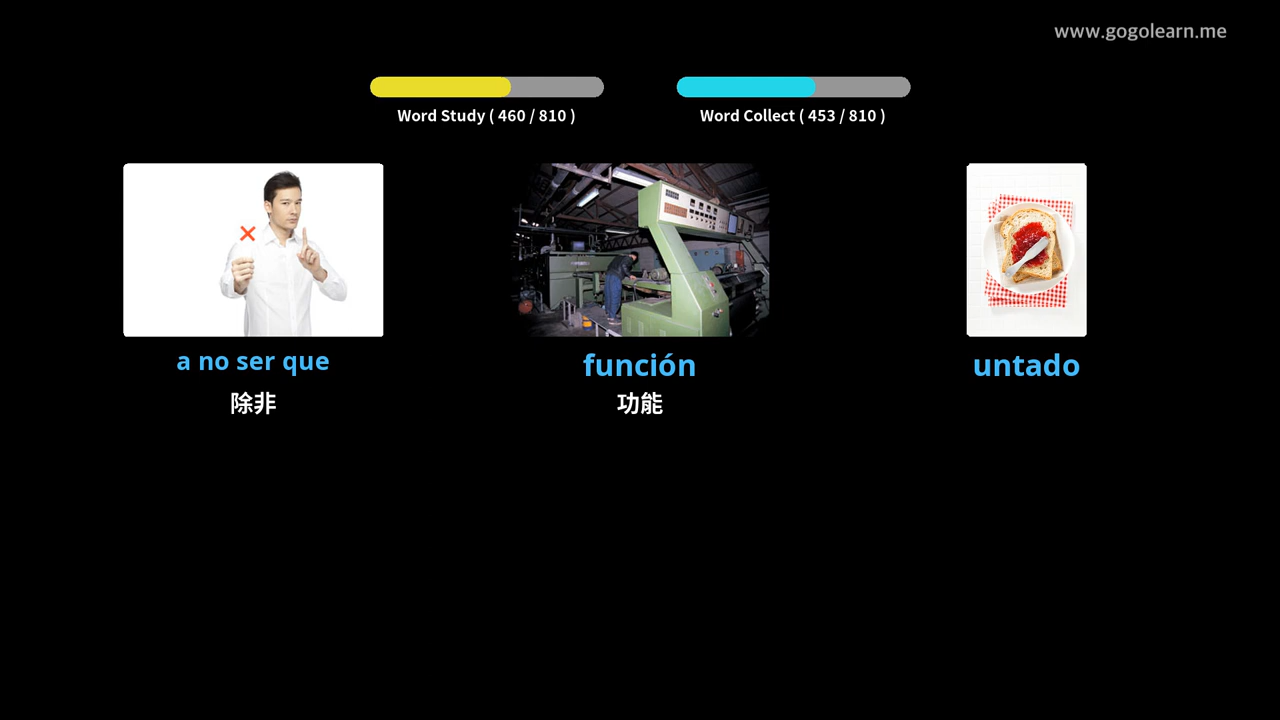 www.gogolearn.me
Word Study ( 460 / 810 )
Word Collect ( 453 / 810 )
a no ser que
función
untado
除非
功能